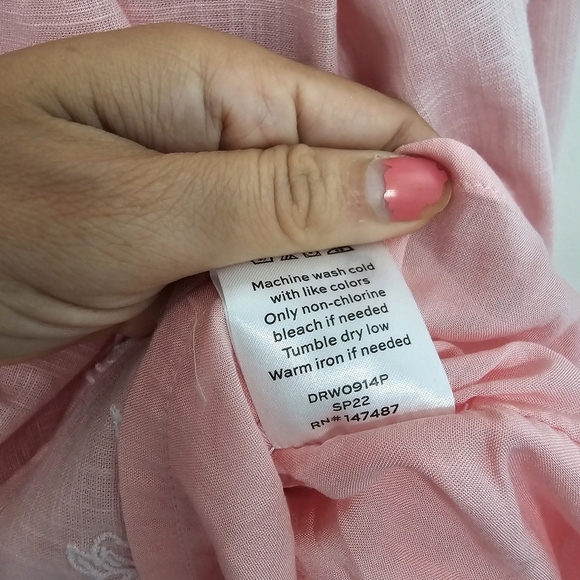 Machine wash cold
with like colors
Only non-chlorine
bleach if needed
Tumble dry low
Warm iron if needed
DRW0914P
SP22
RN# 147487